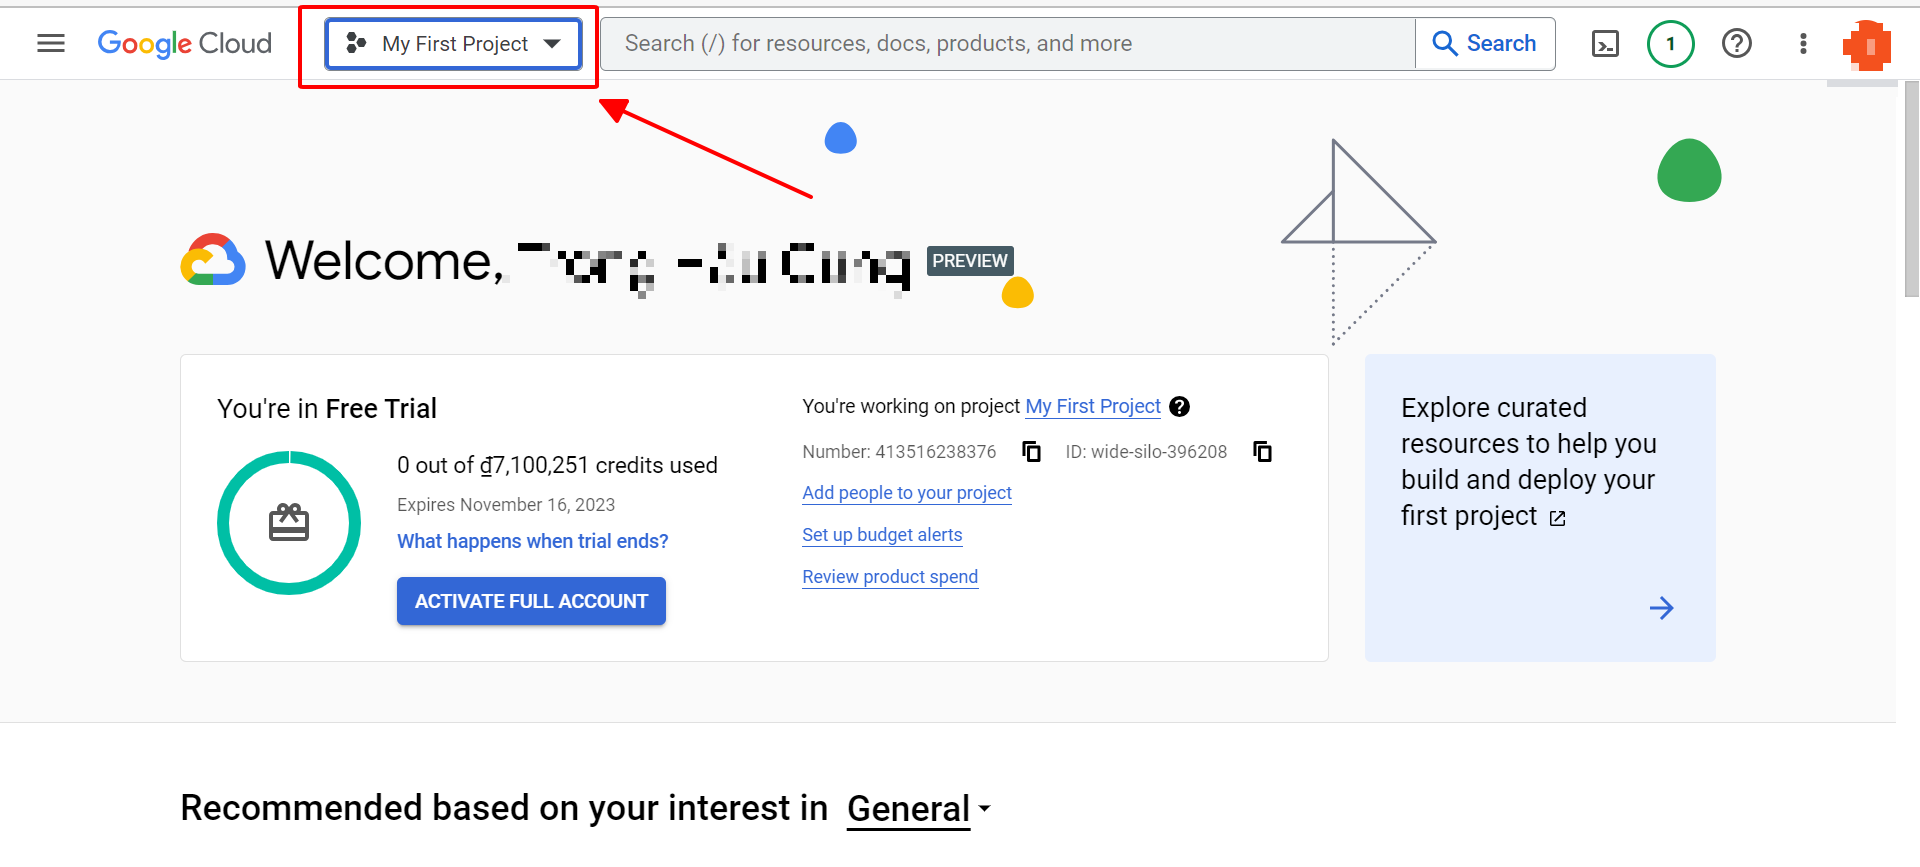 Google Cloud
My First Project
Search (/) for resources, docs, products, and more
Search
1
Welcome,
PREVIEW
You're in Free Trial
0 out of ₫7,100,251 credits used
Expires November 16, 2023
What happens when trial ends?
ACTIVATE FULL ACCOUNT
You're working on project My First Project
Number: 413516238376 ID: wide-silo-396208
Add people to your project
Set up budget alerts
Review product spend
Explore curated
resources to help you
build and deploy your
first project
Recommended based on your interest in General